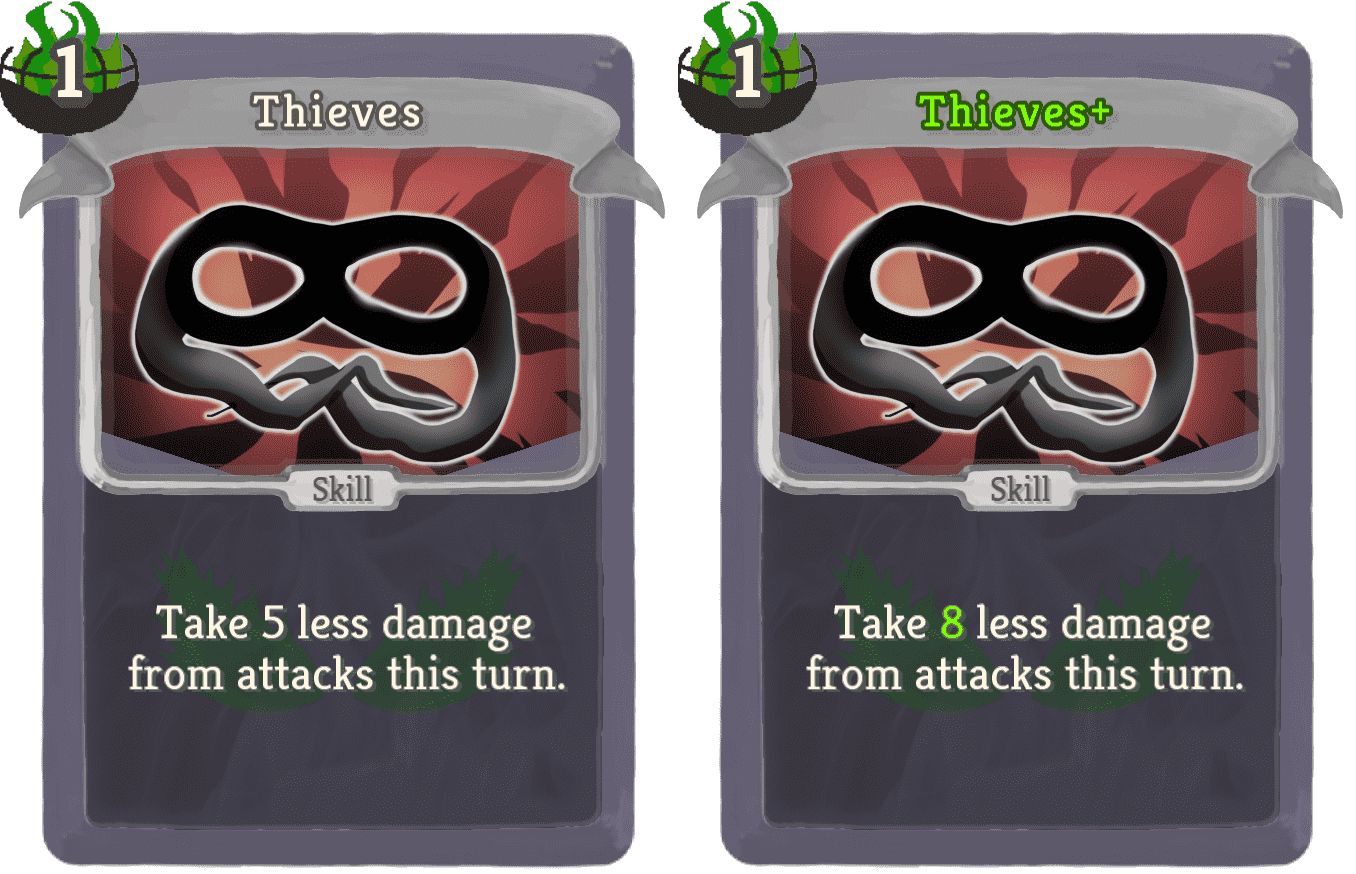 1
Thieves
Skill
Take 5 less damage
from attacks this turn.
1
Thieves+
Skill
Take 8 less damage
from attacks this turn.